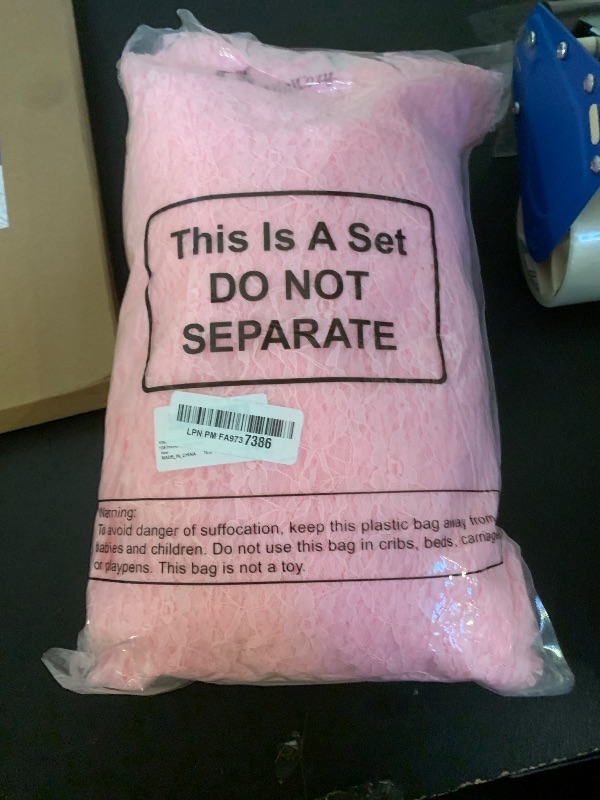 This Is A Set
DO NOT
SEPARATE
LPN PM FA973 7386
MADE IN CHINA
Warning:
To avoid danger of suffocation, keep this plastic bag away from
babies and children. Do not use this bag in cribs, beds, carriages
or playpens. This bag is not a toy.